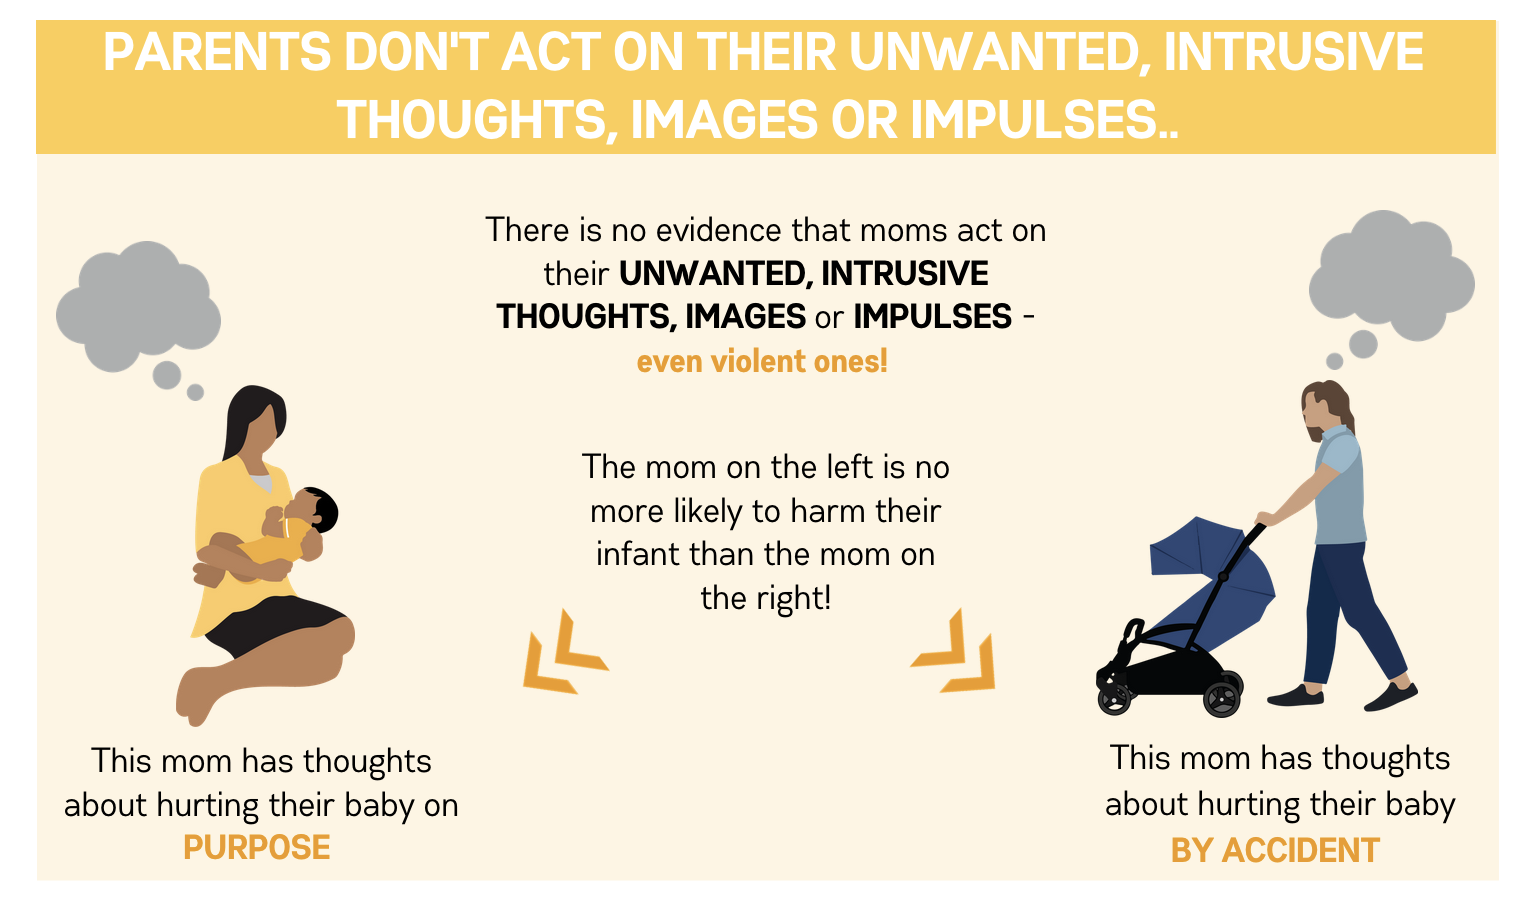 PARENTS DON'T ACT ON THEIR UNWANTED, INTRUSIVE
THOUGHTS, IMAGES OR IMPULSES..
There is no evidence that moms act on
their UNWANTED, INTRUSIVE
THOUGHTS, IMAGES or IMPULSES -
even violent ones!
The mom on the left is no
more likely to harm their
infant than the mom on
the right!
This mom has thoughts
about hurting their baby on
PURPOSE
This mom has thoughts
about hurting their baby
BY ACCIDENT